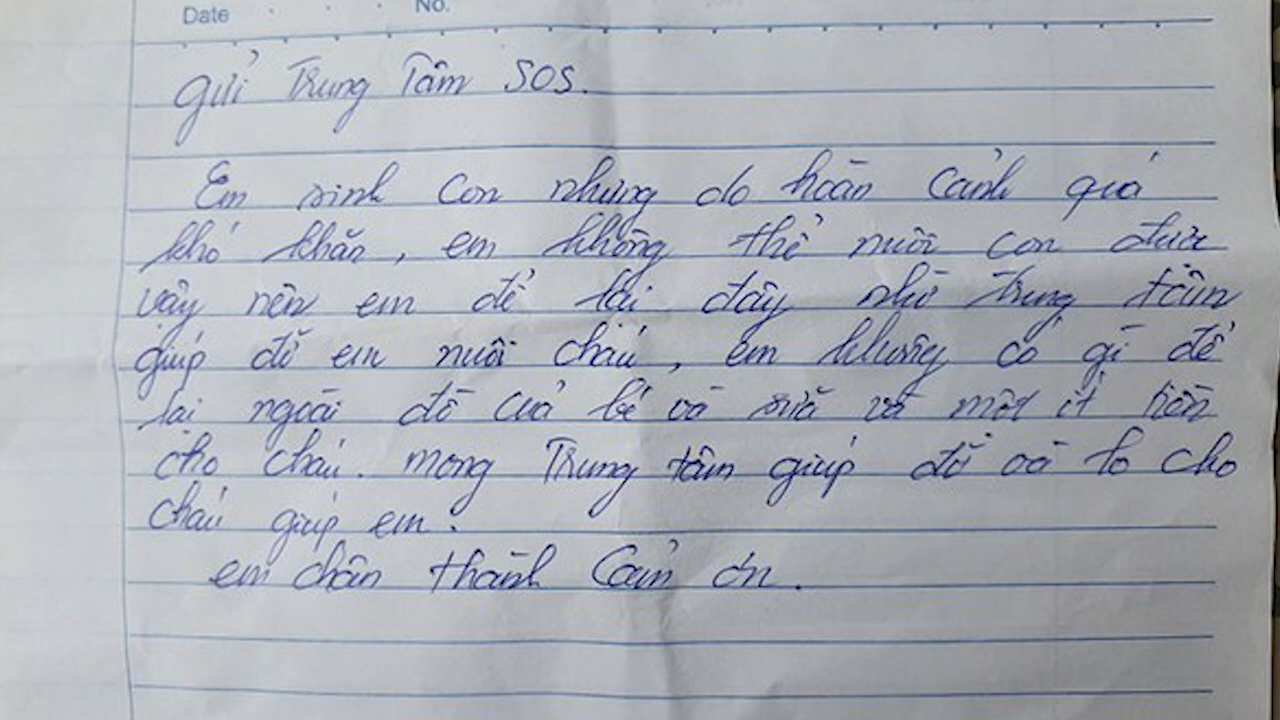 Date No.
Gửi Trung Tâm SOS.
Em sinh con nhưng do hoàn cảnh quá
khó khăn, em không thể nuôi con được
vậy nên em để lại đây nhờ Trung tâm
giúp đỡ em nuôi cháu, em không có gì để
lại ngoài đồ của bé và sữa và một ít tiền
cho cháu. Mong Trung tâm giúp đỡ và lo cho
cháu giúp em.
em chân thành Cảm ơn.